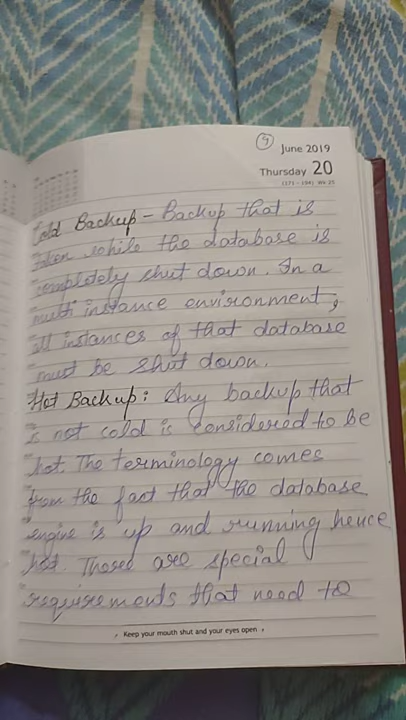 9
June 2019
Thursday 20
(171 - 194) Wk 25
Cold Backup - Backup that is
taken while the database is
completely shut down. In a
multi instance environment,
all instances of that database
must be shut down.
Hot Backup: Any backup that
is not cold is considered to be
hot. The terminology comes
from the fact that the database
engine is up and running hence
hot. There are special
requirements that need to
Keep your mouth shut and your eyes open